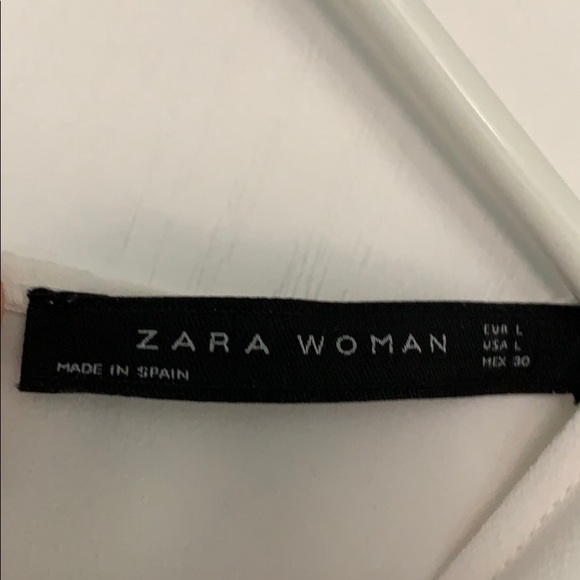 ZARA WOMAN
MADE IN SPAIN
EUR L
USA L
MEX 30